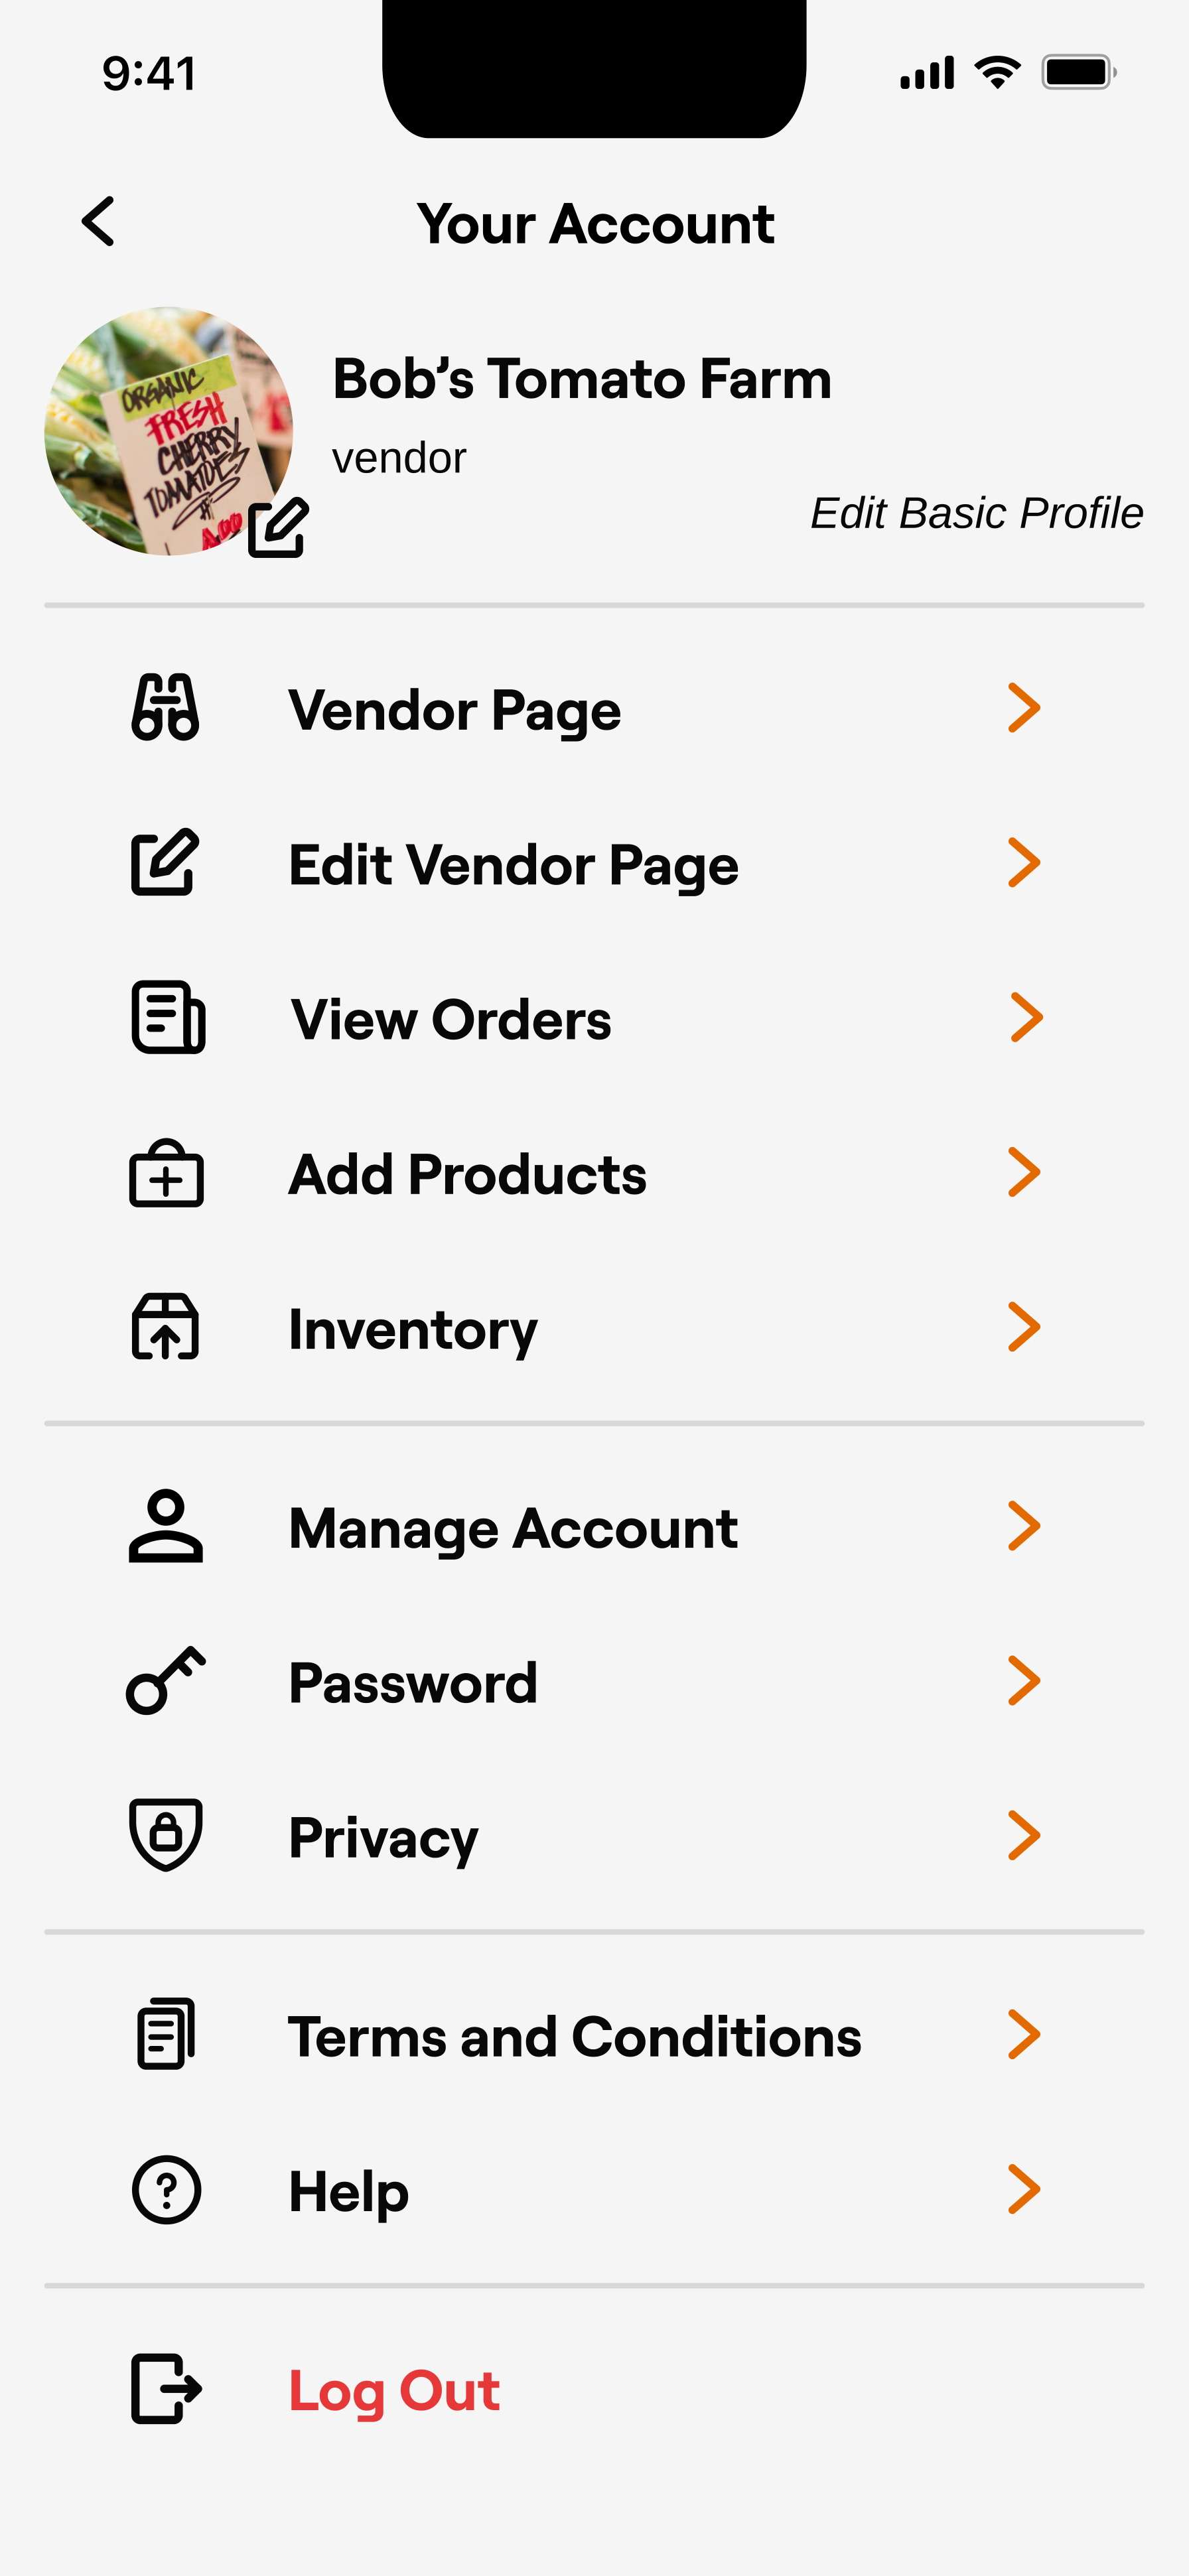 9:41
Your Account
ORGANIC
FRESH
CHERRY
TOMATOES
Bob’s Tomato Farm
vendor
Edit Basic Profile
Vendor Page
Edit Vendor Page
View Orders
Add Products
Inventory
Manage Account
Password
Privacy
Terms and Conditions
Help
Log Out